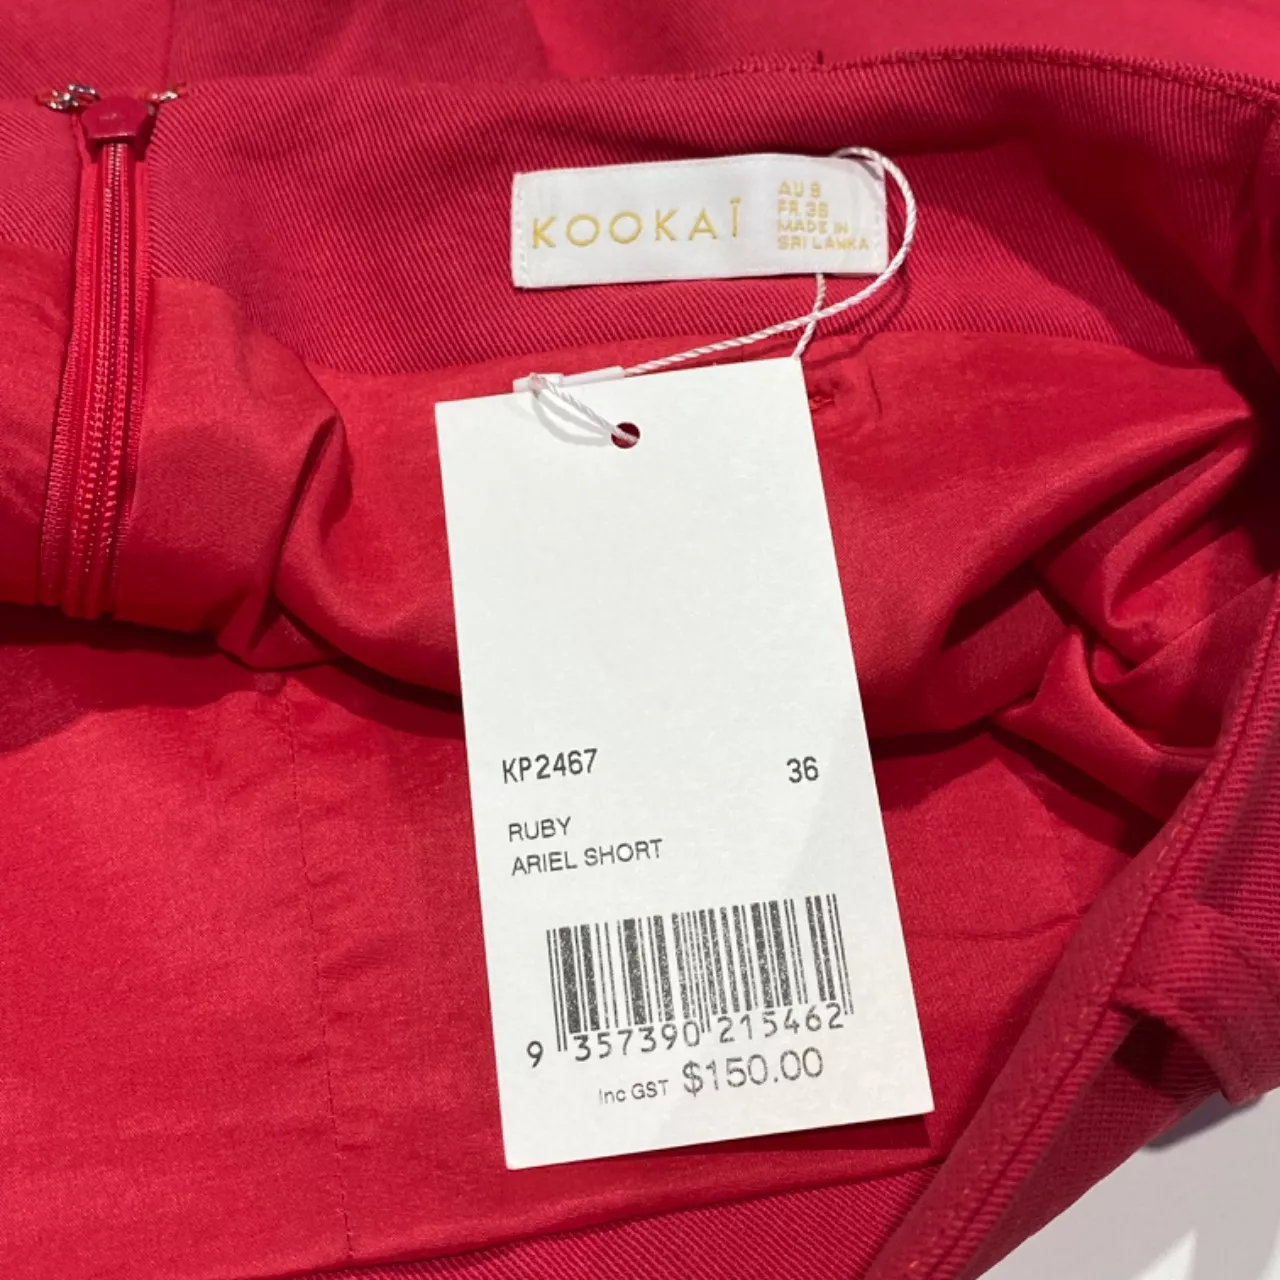 KOOKAÏ
AU 8
FR 36
MADE IN
SRI LANKA
KP2467 36
RUBY
ARIEL SHORT
9 357390 215462
Inc GST $150.00